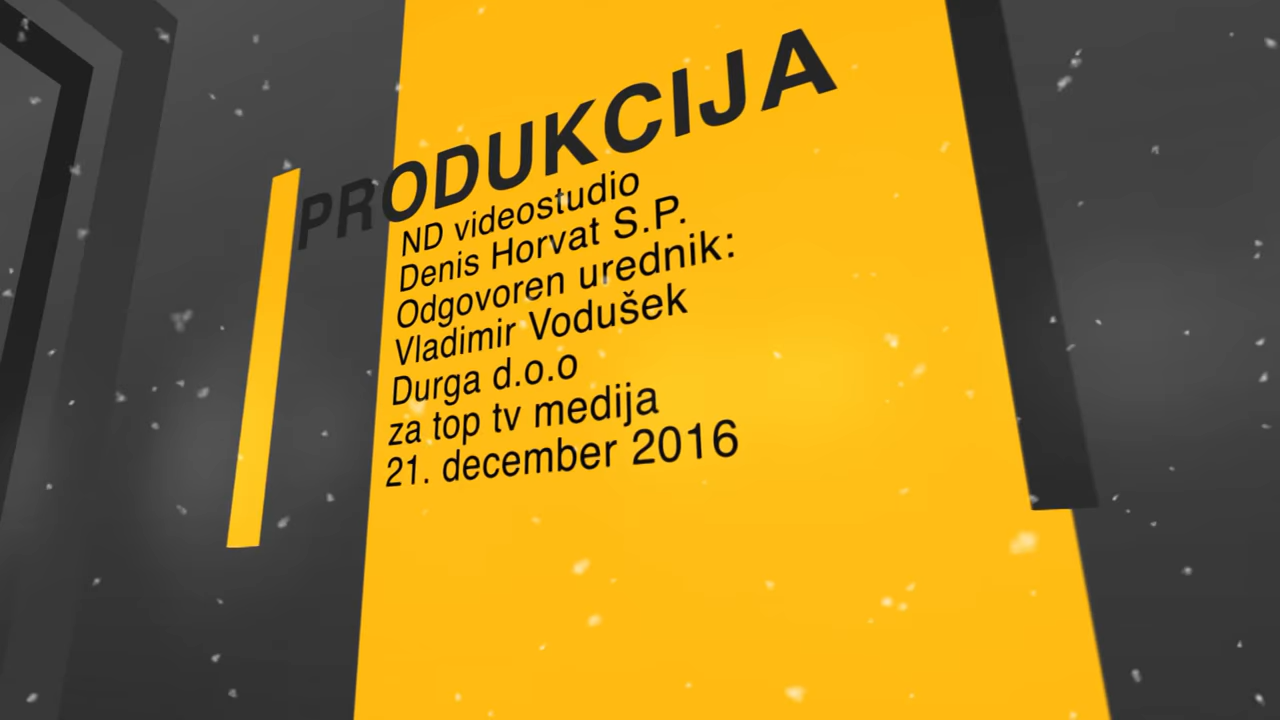 PRODUKCIJA
ND videostudio
Denis Horvat S.P.
Odgovoren urednik:
Vladimir Vodušek
Durga d.o.o
za top tv medija
21. december 2016